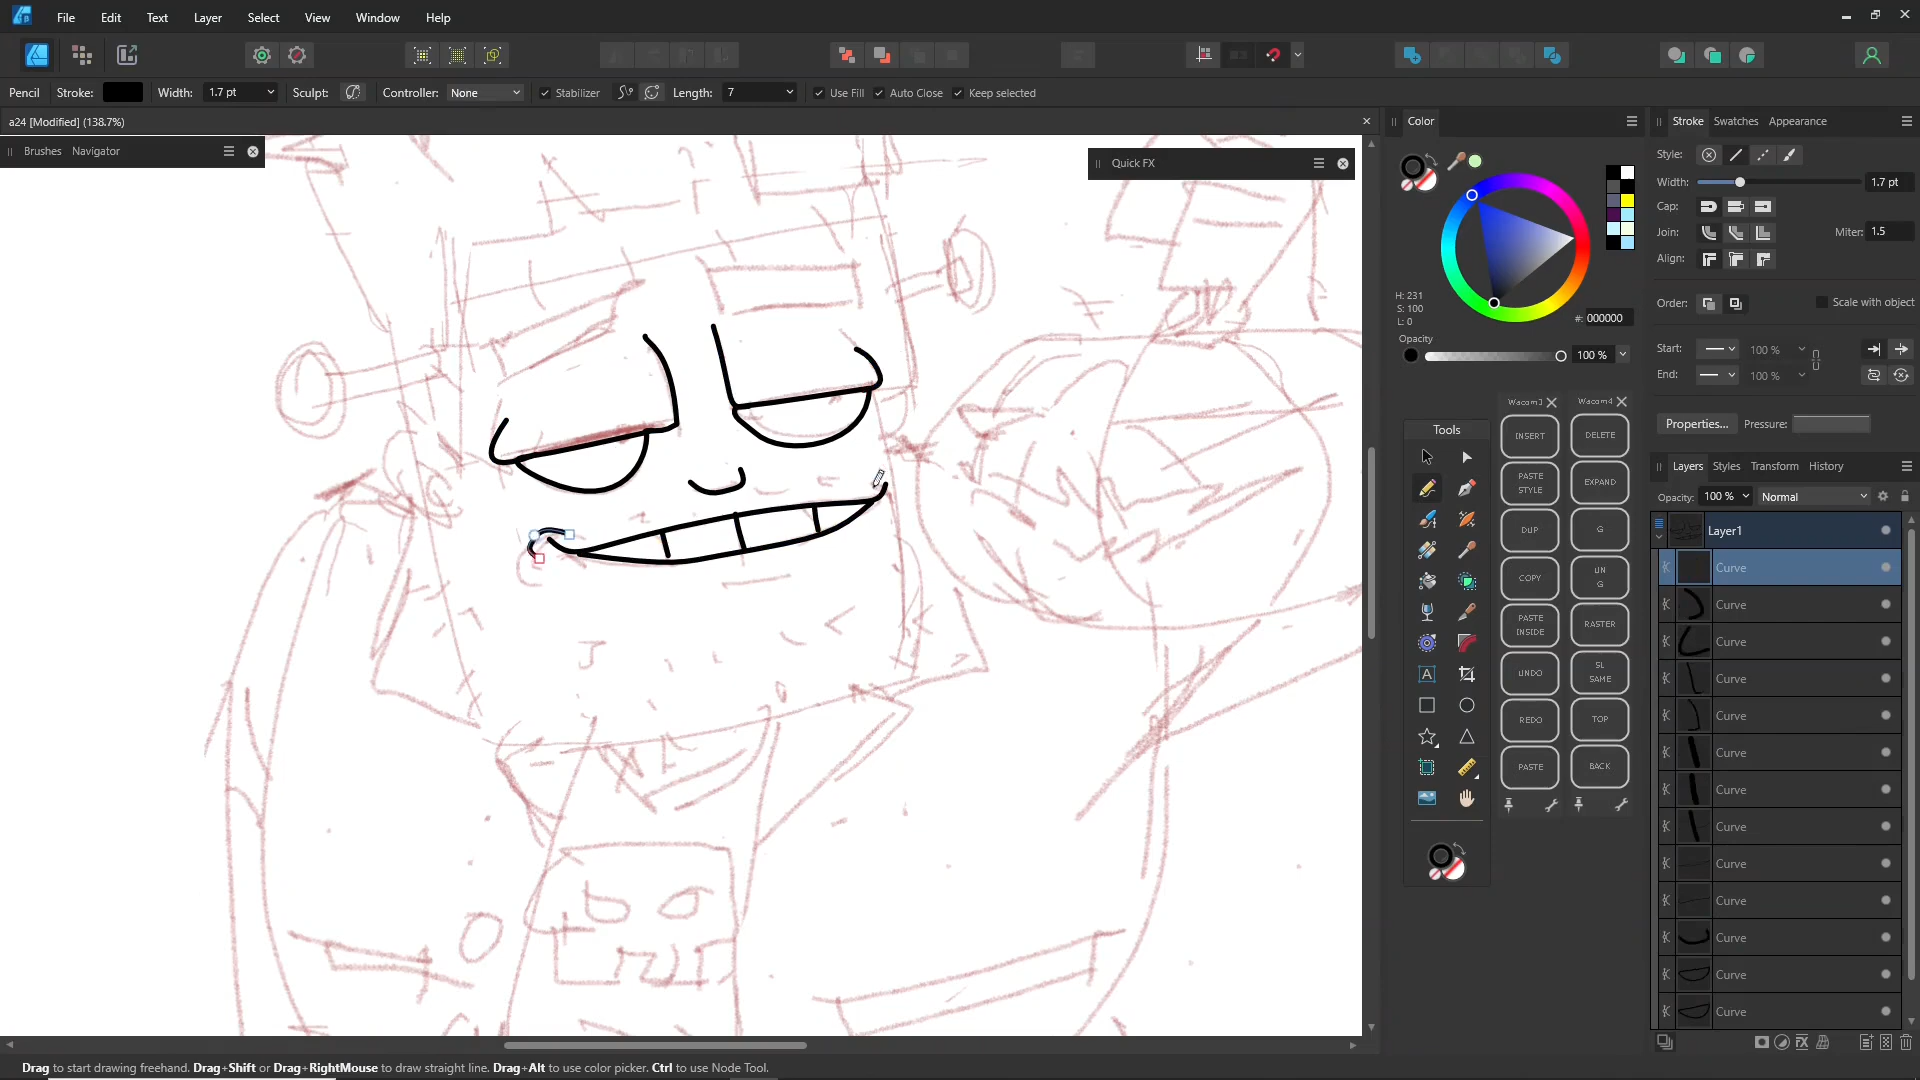 File Edit Text Layer Select View Window Help
Pencil Stroke: Width: 1.7 pt Sculpt: Controller: None Stabilizer Length: 7 Use Fill Auto Close Keep selected
a24 [Modified] (138.7%)
Brushes Navigator
Quick FX
Color
H: 231
S: 100
L: 0
#: 000000
Opacity
100 %
Stroke Swatches Appearance
Style:
Width: 1.7 pt
Cap:
Join: Miter: 1.5
Align:
Order: Scale with object
Start: 100 %
End: 100 %
Properties... Pressure:
Tools
Wacom3 Wacom4
INSERT DELETE
PASTE STYLE EXPAND
DUP G
COPY UN G
PASTE INSIDE RASTER
UNDO SL SAME
REDO TOP
PASTE BACK
Layers Styles Transform History
Opacity: 100 % Normal
Layer1
Curve
Curve
Curve
Curve
Curve
Curve
Curve
Curve
Curve
Curve
Curve
Curve
Curve
Drag to start drawing freehand. Drag+Shift or Drag+RightMouse to draw straight line. Drag+Alt to use color picker. Ctrl to use Node Tool.